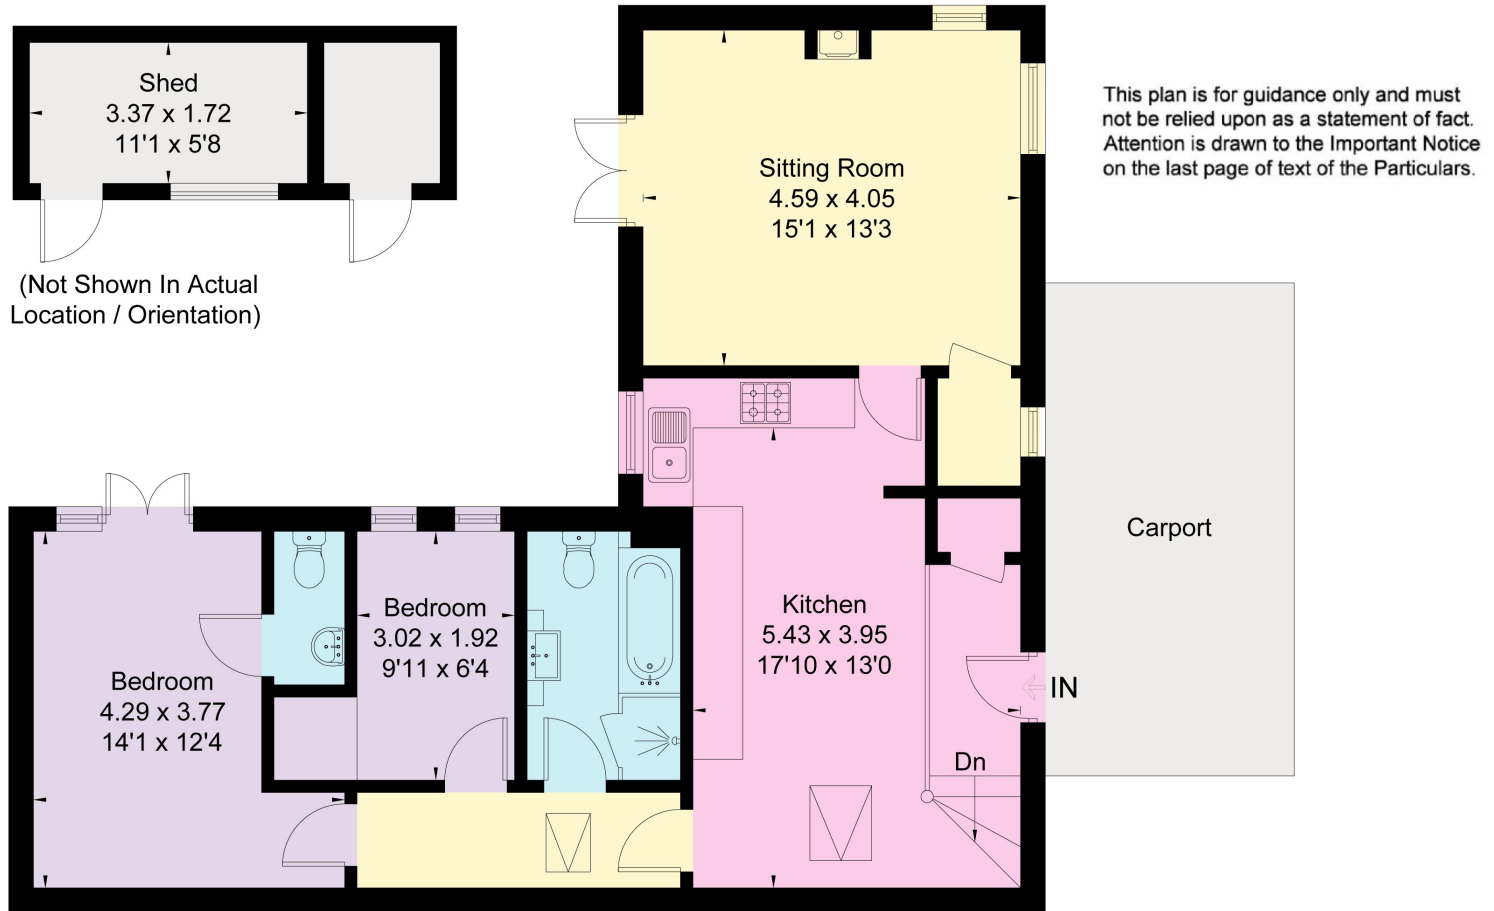 Shed
3.37 x 1.72
11'1 x 5'8
(Not Shown In Actual
Location / Orientation)
This plan is for guidance only and must
not be relied upon as a statement of fact.
Attention is drawn to the Important Notice
on the last page of text of the Particulars.
Sitting Room
4.59 x 4.05
15'1 x 13'3
Carport
Kitchen
5.43 x 3.95
17'10 x 13'0
Bedroom
3.02 x 1.92
9'11 x 6'4
Bedroom
4.29 x 3.77
14'1 x 12'4
IN
Dn